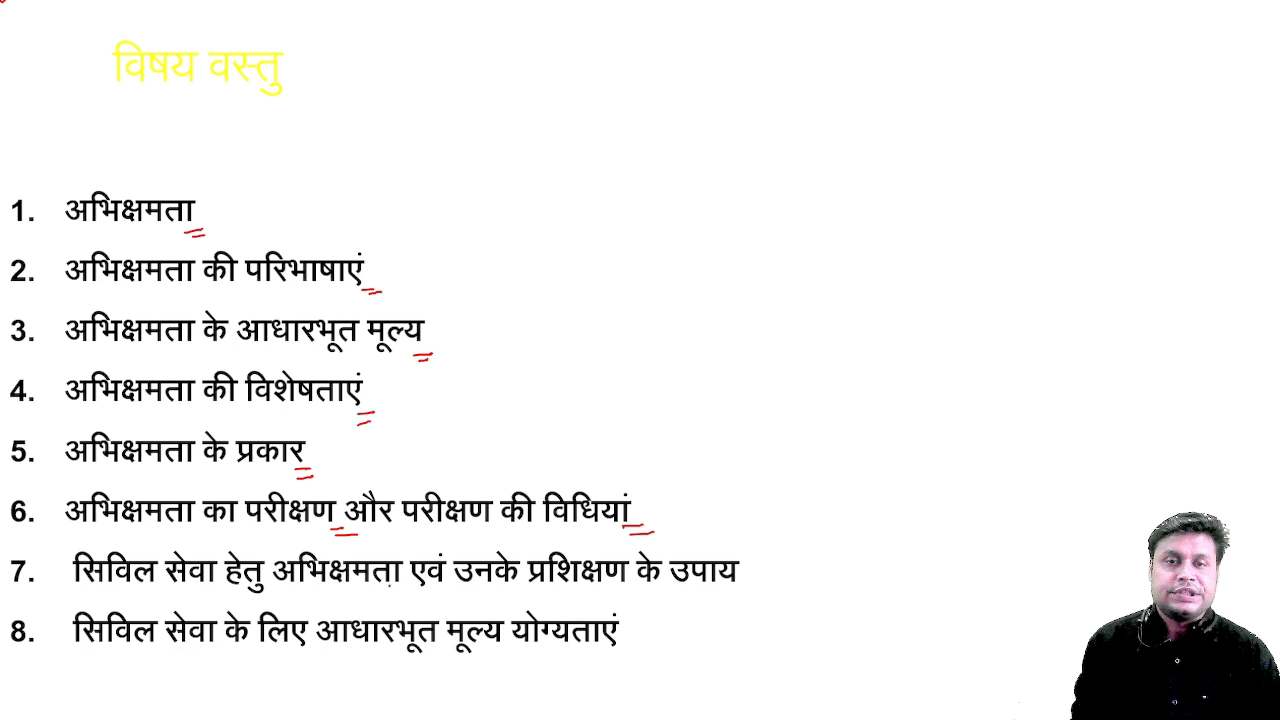 विषय वस्तु
1. अभिक्षमता
2. अभिक्षमता की परिभाषाएं
3. अभिक्षमता के आधारभूत मूल्य
4. अभिक्षमता की विशेषताएं
5. अभिक्षमता के प्रकार
6. अभिक्षमता का परीक्षण और परीक्षण की विधियां
7. सिविल सेवा हेतु अभिक्षमता एवं उनके प्रशिक्षण के उपाय
8. सिविल सेवा के लिए आधारभूत मूल्य योग्यताएं